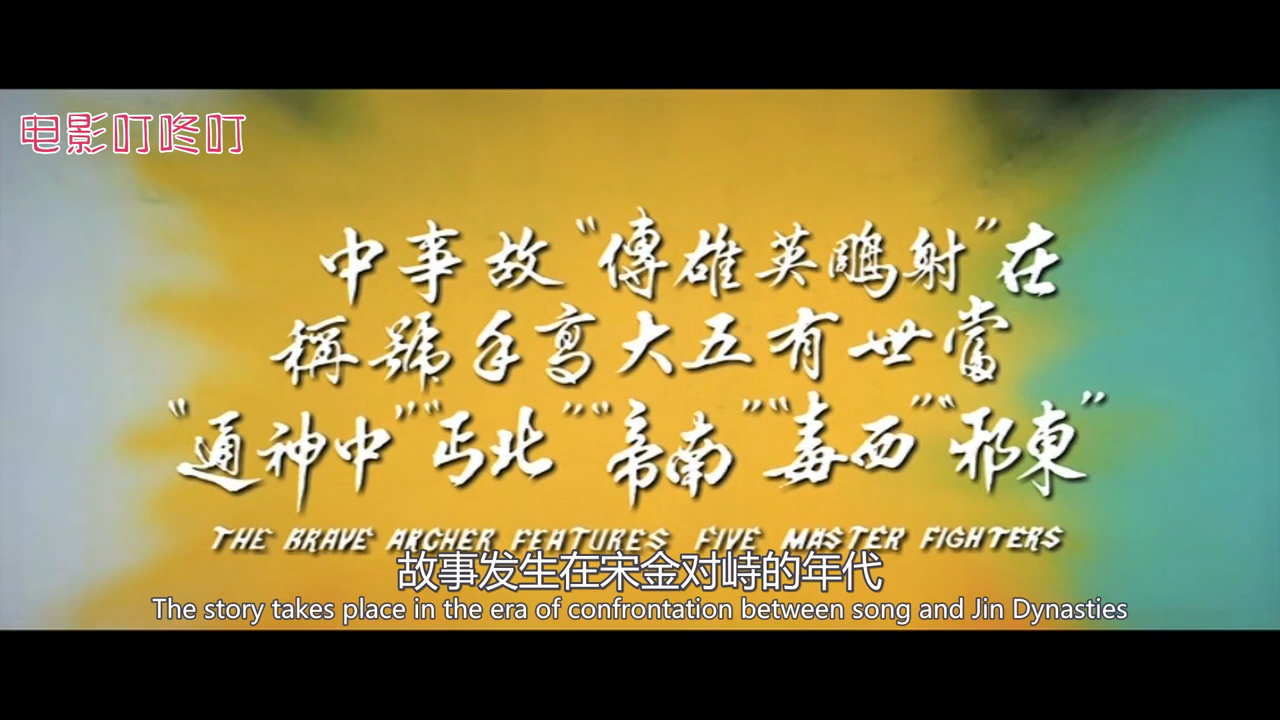 电影叮咚叮
在“射鵰英雄傳”故事中
當世有五大高手號稱
“東邪”“西毒”“南帝”“北丐”“中神通”
THE BRAVE ARCHER FEATURES FIVE MASTER FIGHTERS
故事发生在宋金对峙的年代
The story takes place in the era of confrontation between song and Jin Dynasties